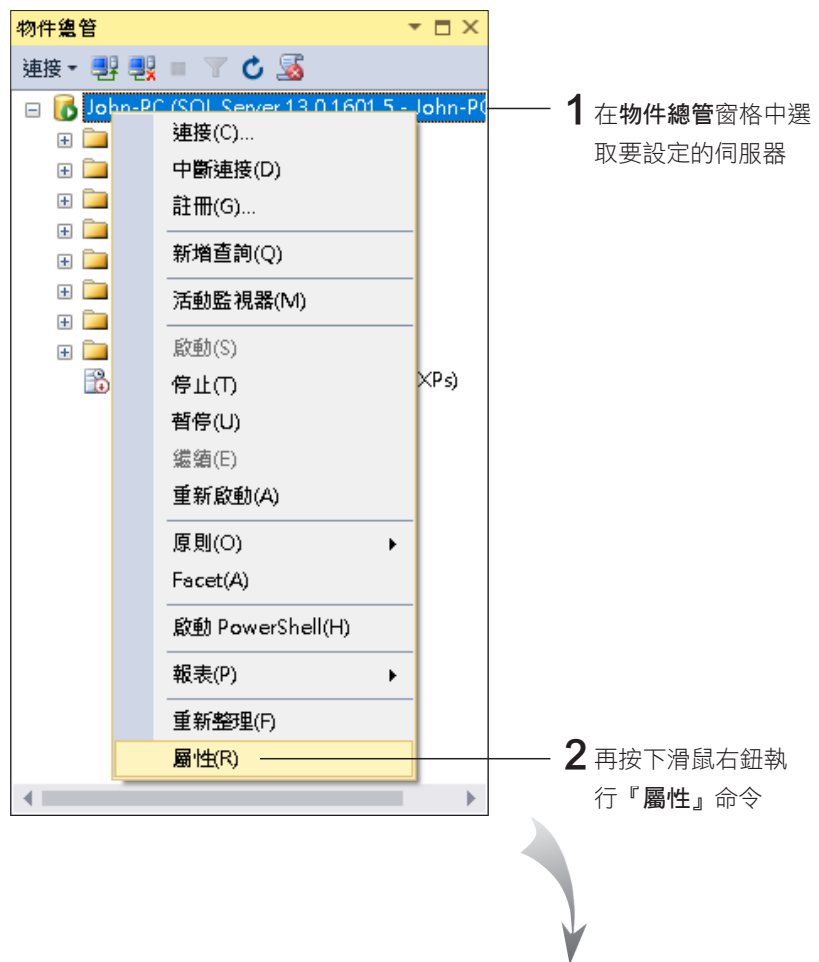 物件總管
連接
John-PC (SQL Server 13.0.1601.5 - John-PC
連接(C)...
中斷連接(D)
註冊(G)...
新增查詢(Q)
活動監視器(M)
啟動(S)
停止(T)
XPs)
暫停(U)
繼續(E)
重新啟動(A)
原則(O)
Facet(A)
啟動 PowerShell(H)
報表(P)
重新整理(F)
屬性(R)
1 在物件總管窗格中選
取要設定的伺服器
2 再按下滑鼠右鈕執
行『屬性』命令